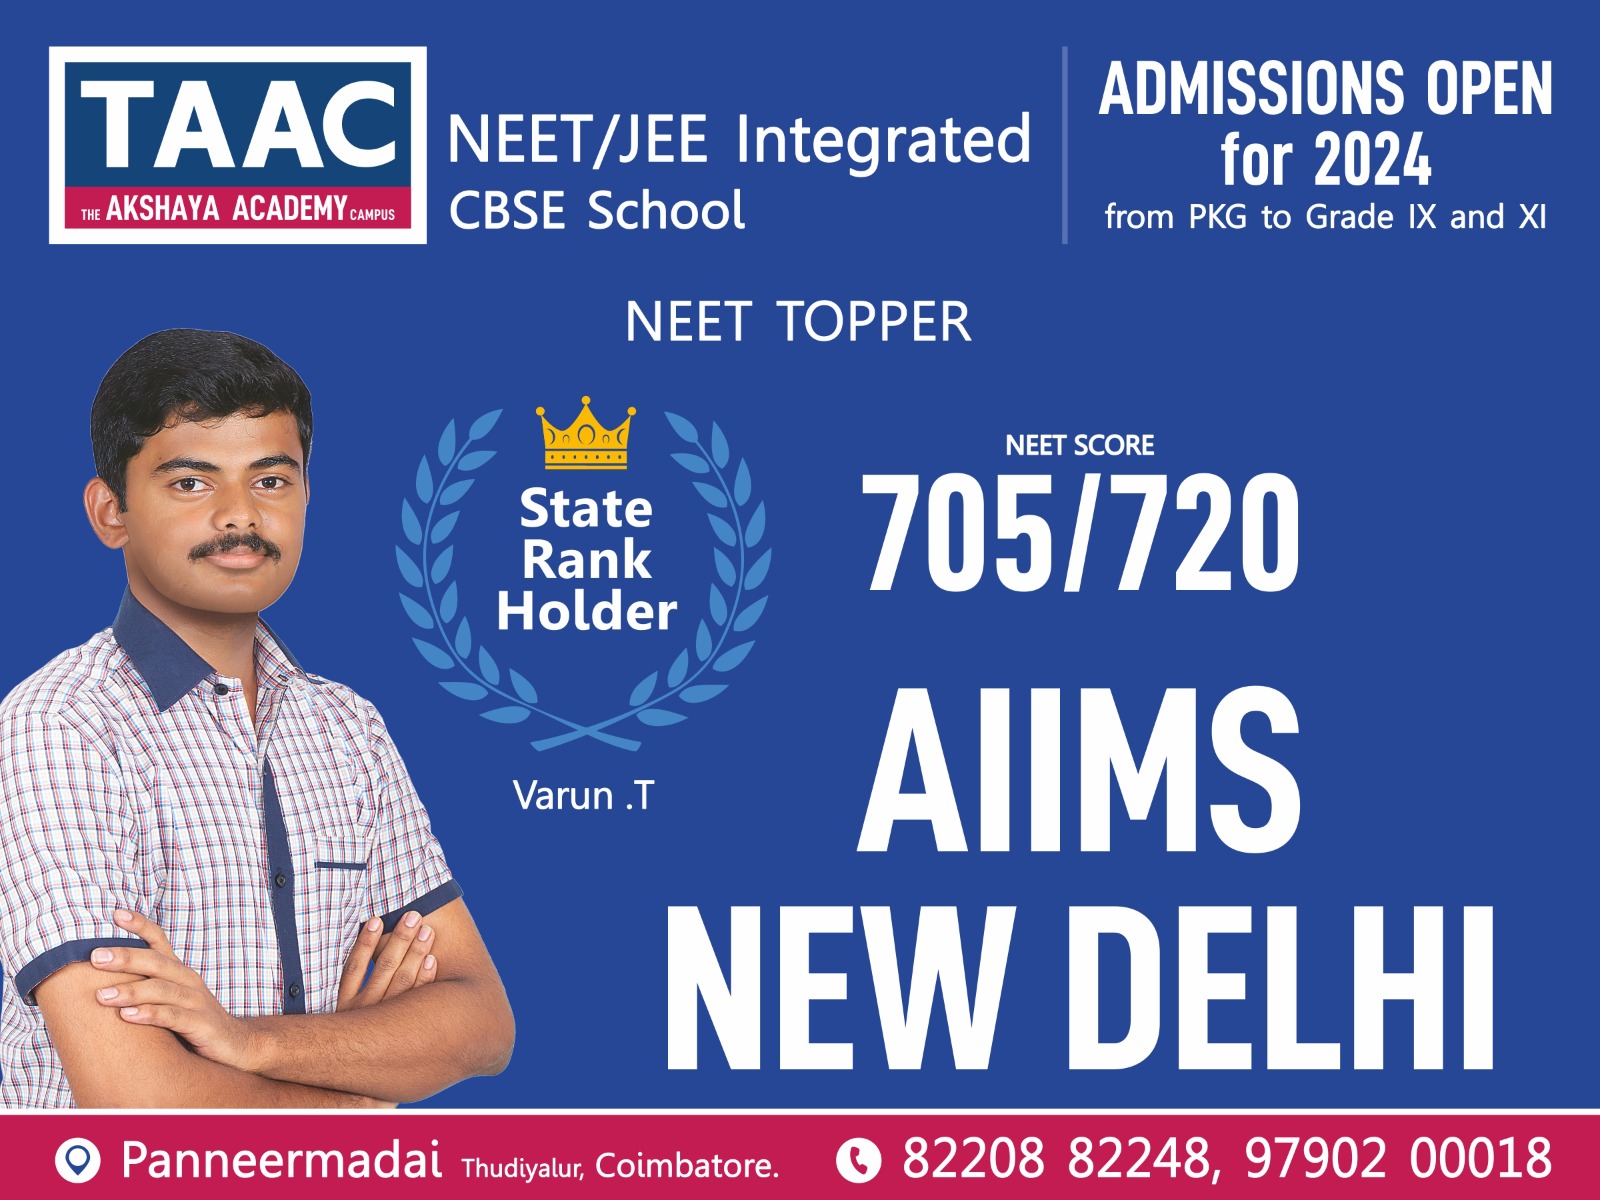 TAAC
THE AKSHAYA ACADEMY CAMPUS
NEET/JEE Integrated
CBSE School
ADMISSIONS OPEN
for 2024
from PKG to Grade IX and XI
NEET TOPPER
State
Rank
Holder
Varun .T
NEET SCORE
705/720
AIIMS
NEW DELHI
Panneermadai Thudiyalur, Coimbatore.
82208 82248, 97902 00018